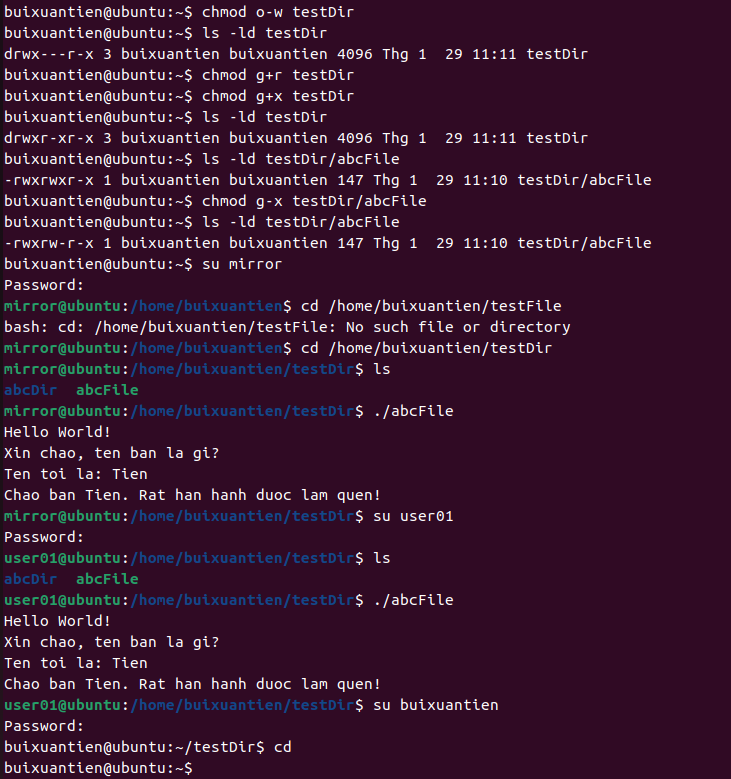 buixuantien@ubuntu:~$ chmod o-w testDir
buixuantien@ubuntu:~$ ls -ld testDir
drwx---r-x 3 buixuantien buixuantien 4096 Thg 1  29 11:11 testDir
buixuantien@ubuntu:~$ chmod g+r testDir
buixuantien@ubuntu:~$ chmod g+x testDir
buixuantien@ubuntu:~$ ls -ld testDir
drwxr-xr-x 3 buixuantien buixuantien 4096 Thg 1  29 11:11 testDir
buixuantien@ubuntu:~$ ls -ld testDir/abcFile
-rwxrwxr-x 1 buixuantien buixuantien 147 Thg 1  29 11:10 testDir/abcFile
buixuantien@ubuntu:~$ chmod g-x testDir/abcFile
buixuantien@ubuntu:~$ ls -ld testDir/abcFile
-rwxrw-r-x 1 buixuantien buixuantien 147 Thg 1  29 11:10 testDir/abcFile
buixuantien@ubuntu:~$ su mirror
Password:
mirror@ubuntu:/home/buixuantien$ cd /home/buixuantien/testFile
bash: cd: /home/buixuantien/testFile: No such file or directory
mirror@ubuntu:/home/buixuantien$ cd /home/buixuantien/testDir
mirror@ubuntu:/home/buixuantien/testDir$ ls
abcDir  abcFile
mirror@ubuntu:/home/buixuantien/testDir$ ./abcFile
Hello World!
Xin chao, ten ban la gi?
Ten toi la: Tien
Chao ban Tien. Rat han hanh duoc lam quen!
mirror@ubuntu:/home/buixuantien/testDir$ su user01
Password:
user01@ubuntu:/home/buixuantien/testDir$ ls
abcDir  abcFile
user01@ubuntu:/home/buixuantien/testDir$ ./abcFile
Hello World!
Xin chao, ten ban la gi?
Ten toi la: Tien
Chao ban Tien. Rat han hanh duoc lam quen!
user01@ubuntu:/home/buixuantien/testDir$ su buixuantien
Password:
buixuantien@ubuntu:~/testDir$ cd
buixuantien@ubuntu:~$